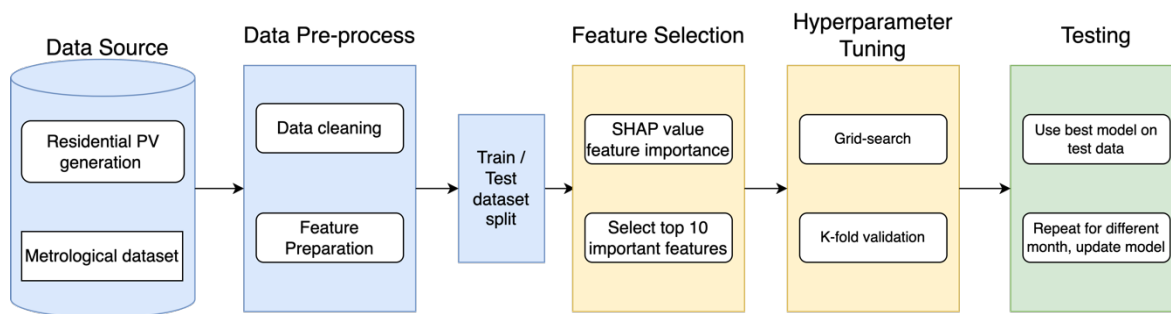 Data Source
Residential PV
generation
Metrological dataset
Data Pre-process
Data cleaning
Feature
Preparation
Train /
Test
dataset
split
Feature Selection
SHAP value
feature importance
Select top 10
important features
Hyperparameter
Tuning
Grid-search
K-fold validation
Testing
Use best model on
test data
Repeat for different
month, update model